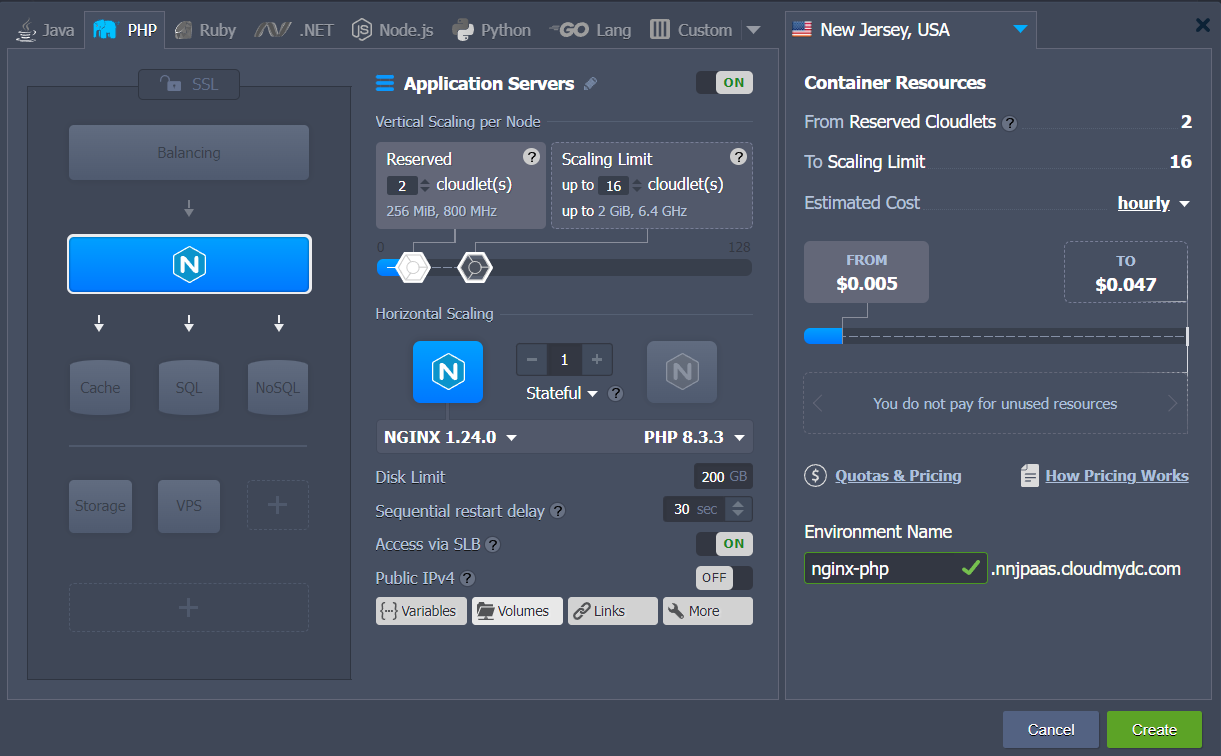 Java
PHP
Ruby
.NET
Node.js
Python
GO Lang
Custom
New Jersey, USA
SSL
Balancing
N
Cache
SQL
NoSQL
Storage
VPS
Application Servers
ON
Vertical Scaling per Node
Reserved ?
2 cloudlet(s)
256 MiB, 800 MHz
Scaling Limit ?
up to 16 cloudlet(s)
up to 2 GiB, 6.4 GHz
0
128
Horizontal Scaling
N
1
N
Stateful ?
NGINX 1.24.0
PHP 8.3.3
Disk Limit
200 GB
Sequential restart delay ?
30 sec
Access via SLB ?
ON
Public IPv4 ?
OFF
Variables
Volumes
Links
More
Container Resources
From Reserved Cloudlets ? 2
To Scaling Limit 16
Estimated Cost hourly
FROM
$0.005
TO
$0.047
You do not pay for unused resources
$ Quotas & Pricing
How Pricing Works
Environment Name
nginx-php .nnjpaas.cloudmydc.com
Cancel
Create